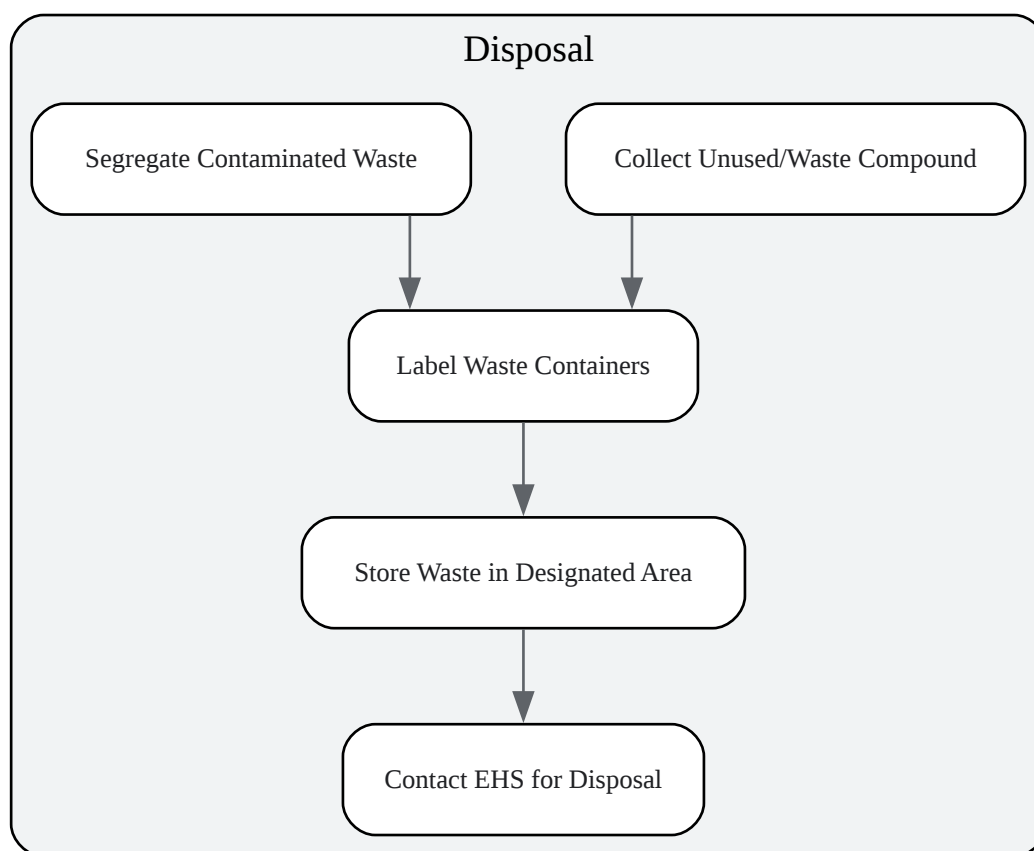 Disposal
Segregate Contaminated Waste
Collect Unused/Waste Compound
Label Waste Containers
Store Waste in Designated Area
Contact EHS for Disposal